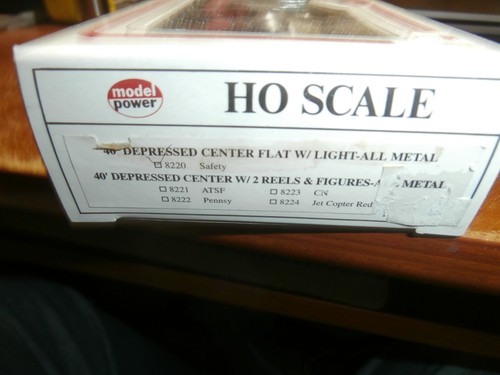 model
power
HO SCALE
40' DEPRESSED CENTER FLAT W/ LIGHT-ALL METAL
8220 Safety
40' DEPRESSED CENTER W/ 2 REELS & FIGURES- METAL
8221 ATSF 8223 CN
8222 Pennsy 8224 Jet Copter Red